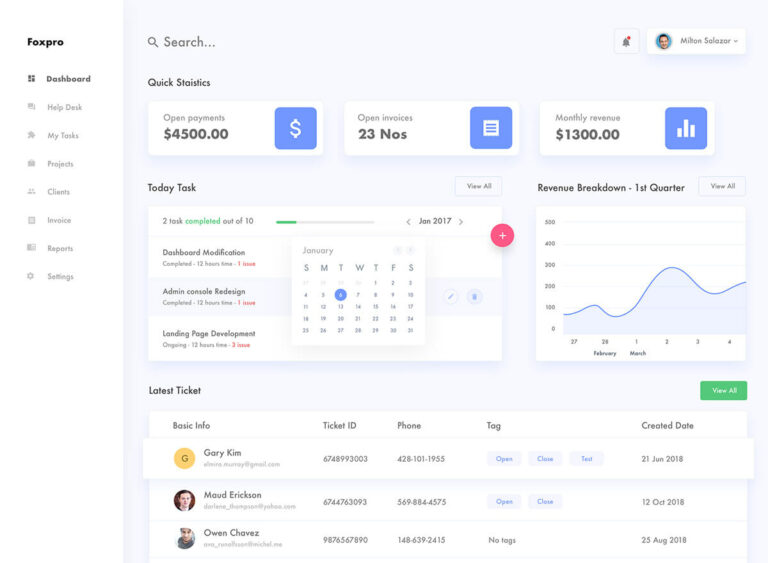 Foxpro
Search...
Milton Salazar
Dashboard
Help Desk
My Tasks
Projects
Clients
Invoice
Reports
Settings
Quick Staistics
Open payments
$4500.00
$
Open invoices
23 Nos
Monthly revenue
$1300.00
Today Task
View All
2 task completed out of 10
Jan 2017
Dashboard Modification
Completed - 12 hours time - 1 issue
Admin console Redesign
Completed - 12 hours time - 1 issue
Landing Page Development
Ongoing - 12 hours time - 3 issue
January
S M T W T F S
1 2 3
4 5 6 7 8 9 10
11 12 13 14 15 16 17
18 19 20 21 22 23 24
25 26 27 28 29 30 31
+
Revenue Breakdown - 1st Quarter
View All
500
400
300
200
100
0
27 28 1 2 3 4
February March
Latest Ticket
View All
Basic Info Ticket ID Phone Tag Created Date
G
Gary Kim
elmira.murray@gmail.com
6748993003 428-101-1955 Open Close Test 21 Jun 2018
Maud Erickson
darlene_thompson@yahoo.com
6744763093 569-884-4575 Open Close 12 Oct 2018
Owen Chavez
9876567890 148-639-2415 No tags 25 Aug 2018